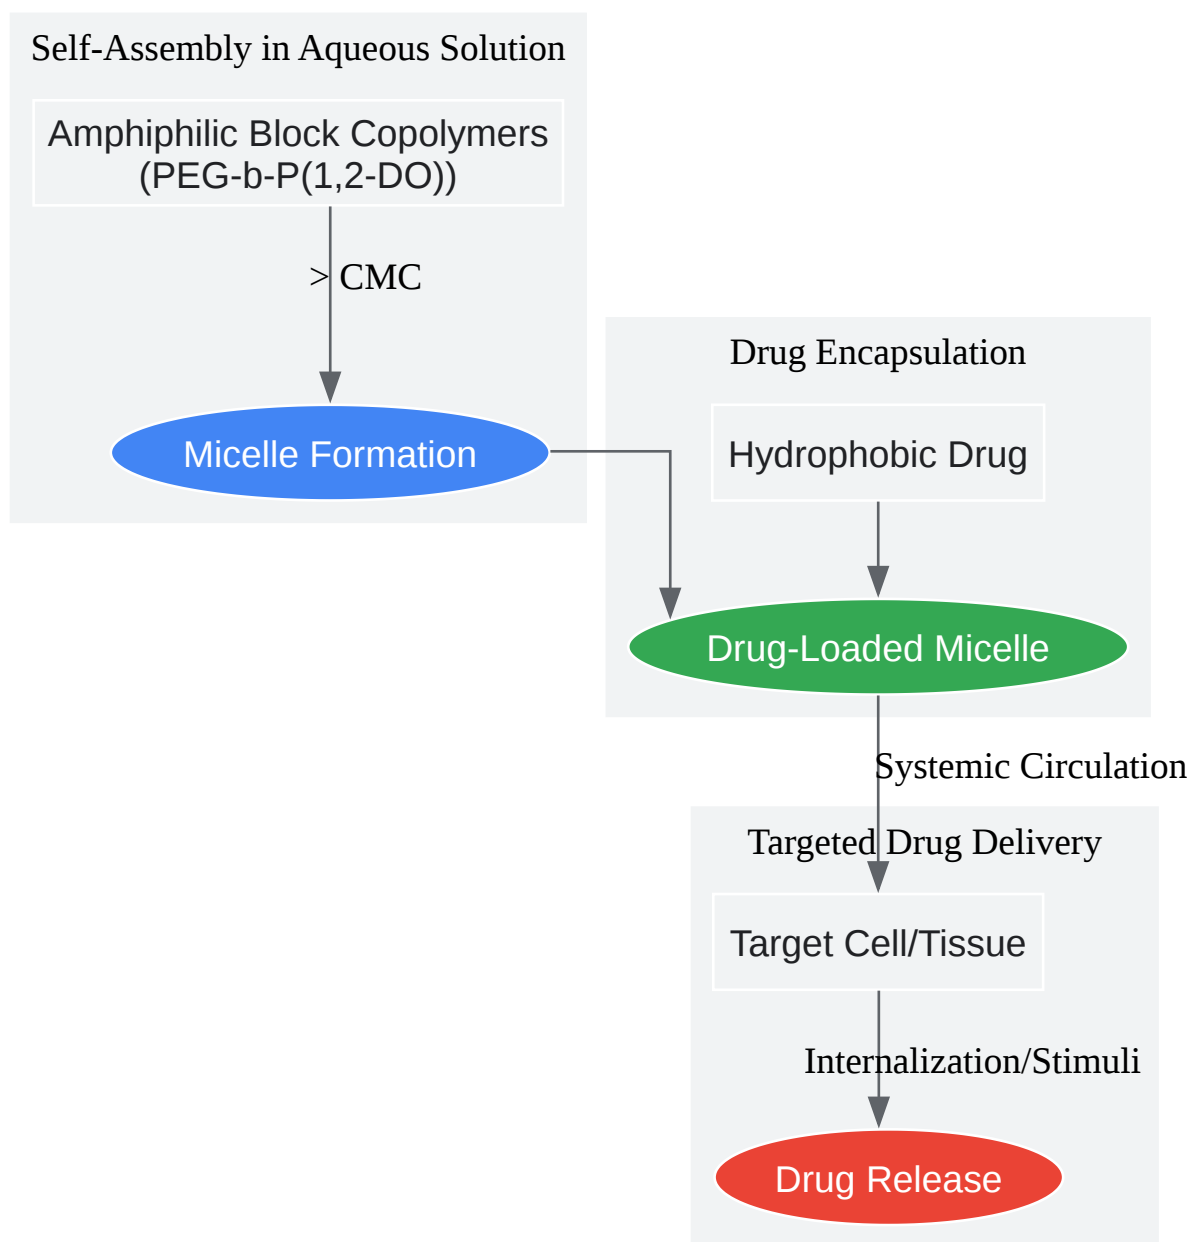 Self-Assembly in Aqueous Solution
Amphiphilic Block Copolymers
(PEG-b-P(1,2-DO))
> CMC
Micelle Formation
Drug Encapsulation
Hydrophobic Drug
Drug-Loaded Micelle
Systemic Circulation
Targeted Drug Delivery
Target Cell/Tissue
Internalization/Stimuli
Drug Release